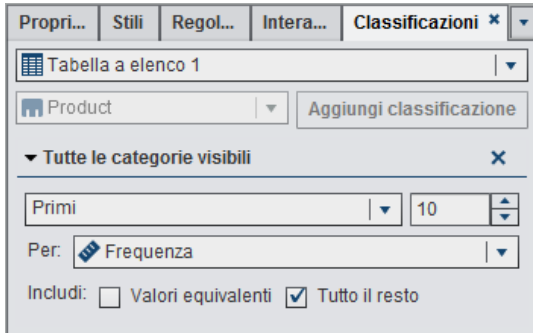 Propri... Stili Regol... Intera... Classificazioni
Tabella a elenco 1
Product Aggiungi classificazione
Tutte le categorie visibili
Primi 10
Per: Frequenza
Includi: Valori equivalenti Tutto il resto